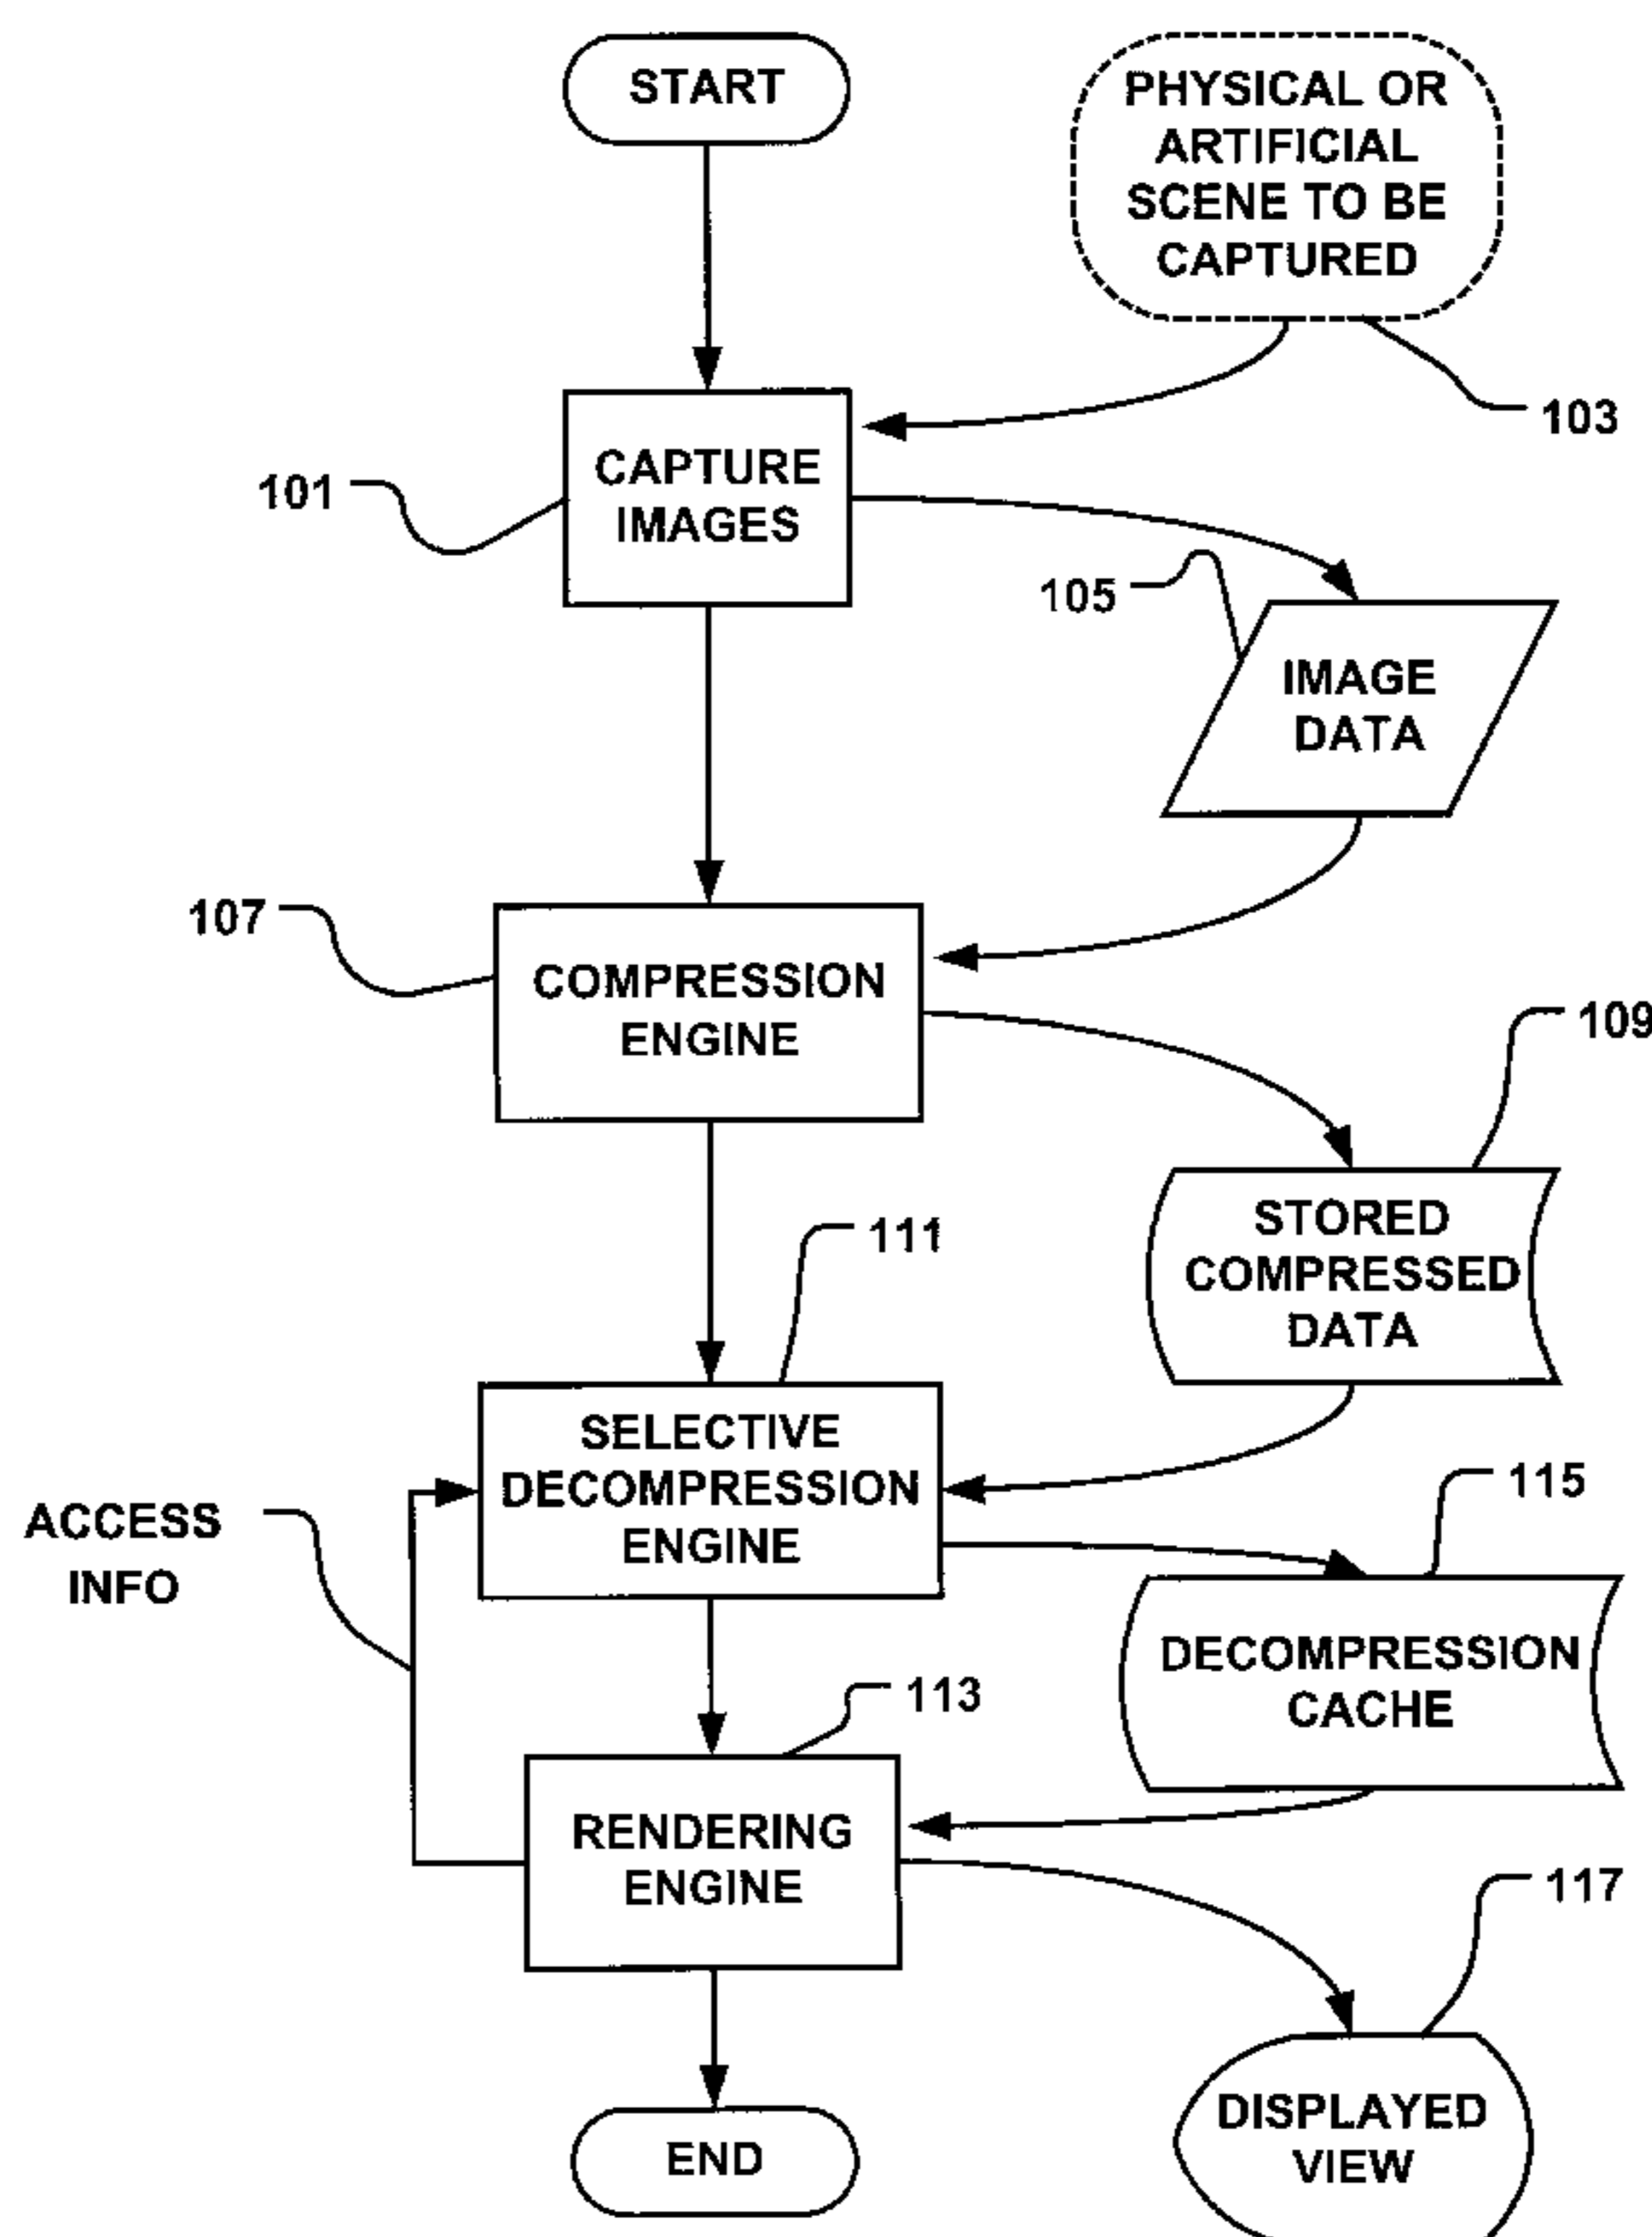 START
PHYSICAL OR
ARTIFICIAL
SCENE TO BE
CAPTURED
103
CAPTURE
IMAGES
101
105
IMAGE
DATA
107
COMPRESSION
ENGINE
109
STORED
COMPRESSED
DATA
111
SELECTIVE
DECOMPRESSION
ENGINE
ACCESS
INFO
115
DECOMPRESSION
CACHE
113
RENDERING
ENGINE
117
DISPLAYED
VIEW
END